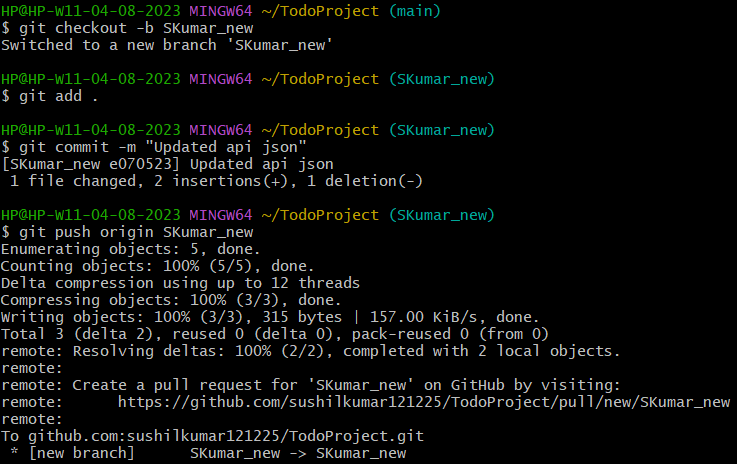 HP@HP-W11-04-08-2023 MINGW64 ~/TodoProject (main)
$ git checkout -b SKumar_new
Switched to a new branch 'SKumar_new'
HP@HP-W11-04-08-2023 MINGW64 ~/TodoProject (SKumar_new)
$ git add .
HP@HP-W11-04-08-2023 MINGW64 ~/TodoProject (SKumar_new)
$ git commit -m "Updated api json"
[SKumar_new e070523] Updated api json
 1 file changed, 2 insertions(+), 1 deletion(-)
HP@HP-W11-04-08-2023 MINGW64 ~/TodoProject (SKumar_new)
$ git push origin SKumar_new
Enumerating objects: 5, done.
Counting objects: 100% (5/5), done.
Delta compression using up to 12 threads
Compressing objects: 100% (3/3), done.
Writing objects: 100% (3/3), 315 bytes | 157.00 KiB/s, done.
Total 3 (delta 2), reused 0 (delta 0), pack-reused 0 (from 0)
remote: Resolving deltas: 100% (2/2), completed with 2 local objects.
remote:
remote: Create a pull request for 'SKumar_new' on GitHub by visiting:
remote:      https://github.com/sushilkumar121225/TodoProject/pull/new/SKumar_new
remote:
To github.com:sushilkumar121225/TodoProject.git
 * [new branch]      SKumar_new -> SKumar_new